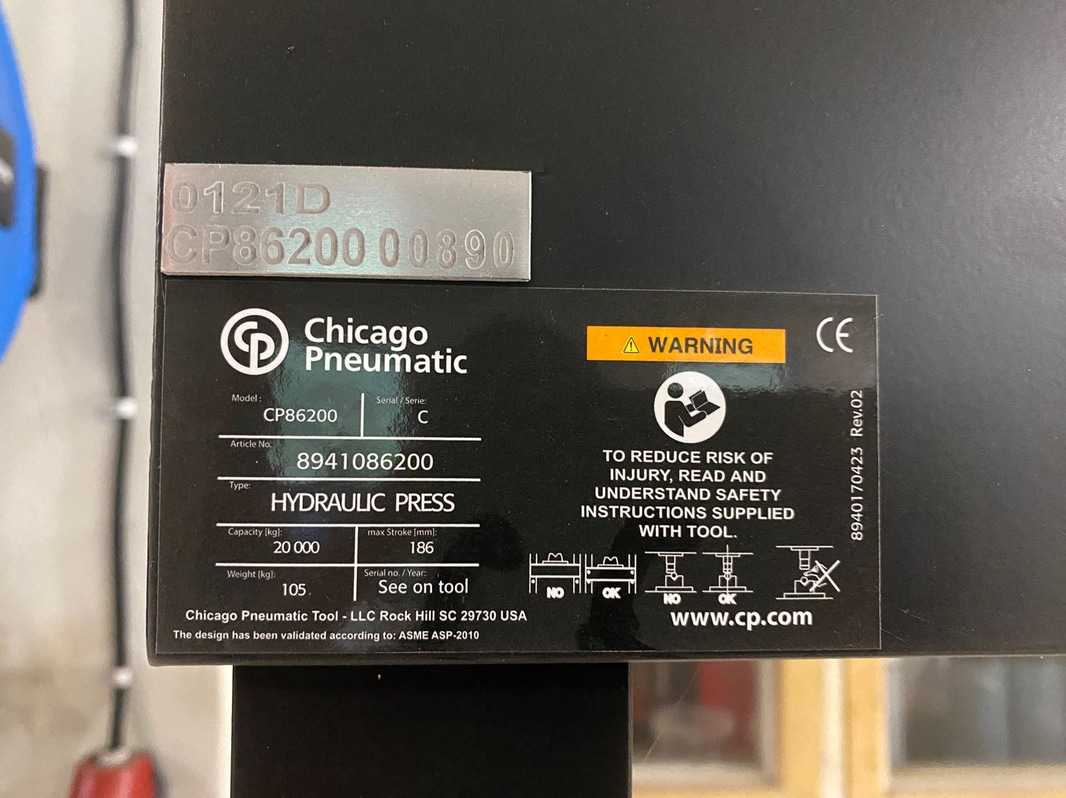 0121D
CP86200 00890
CP Chicago
Pneumatic
Model :
CP86200
Serial / Serie:
C
Article No.
8941086200
Type:
HYDRAULIC PRESS
Capacity [kg]:
20 000
max Stroke [mm]:
186
Weight [kg]:
105
Serial no. / Year:
See on tool
Chicago Pneumatic Tool - LLC Rock Hill SC 29730 USA
The design has been validated according to: ASME ASP-2010
WARNING
CE
TO REDUCE RISK OF
INJURY, READ AND
UNDERSTAND SAFETY
INSTRUCTIONS SUPPLIED
WITH TOOL.
NO OK NO OK
www.cp.com
8940170423 Rev.02